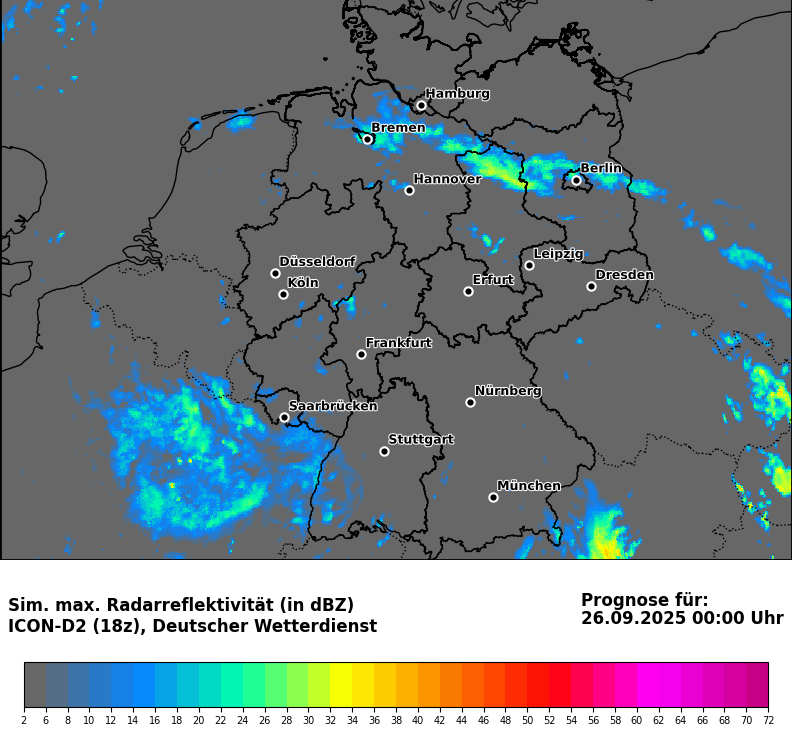 Hamburg
Bremen
Berlin
Hannover
Düsseldorf
Leipzig
Köln
Erfurt
Dresden
Frankfurt
Nürnberg
Saarbrücken
Stuttgart
München
Sim. max. Radarreflektivität (in dBZ)
ICON-D2 (18z), Deutscher Wetterdienst
Prognose für:
26.09.2025 00:00 Uhr
2 6 8 10 12 14 16 18 20 22 24 26 28 30 32 34 36 38 40 42 44 46 48 50 52 54 56 58 60 62 64 66 68 70 72